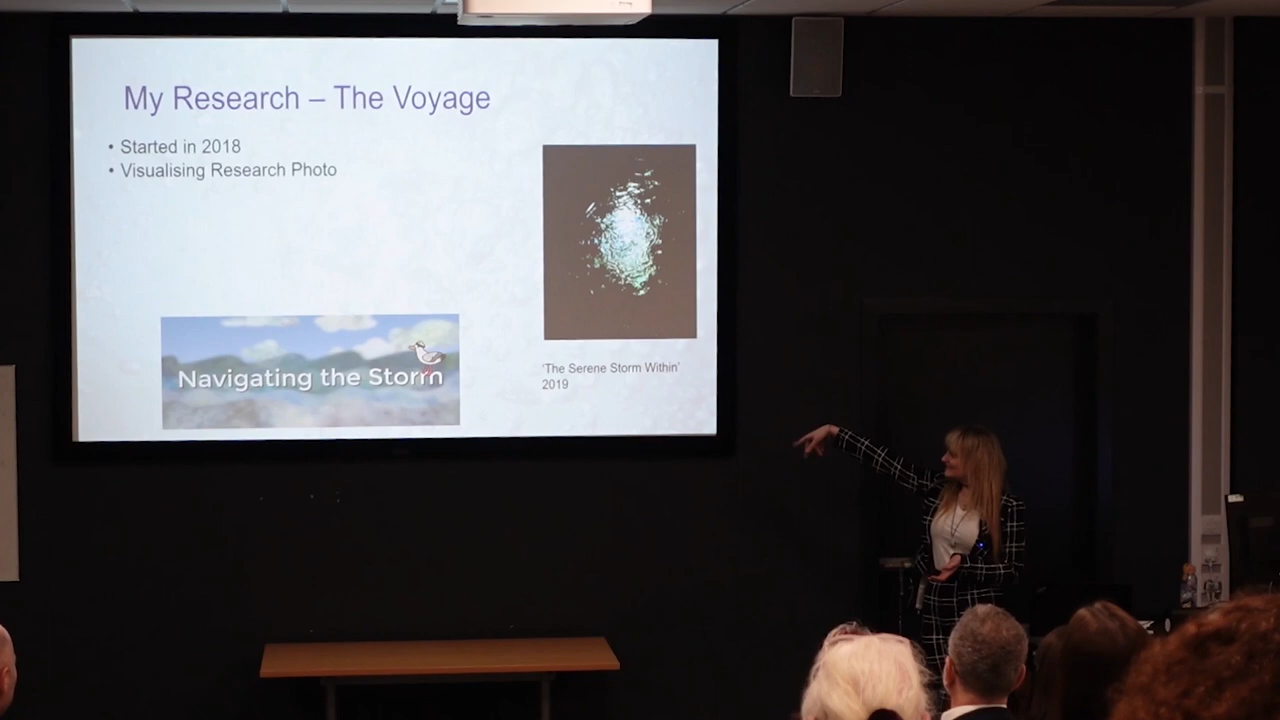 My Research – The Voyage
• Started in 2018
• Visualising Research Photo
Navigating the Storm
'The Serene Storm Within'
2019